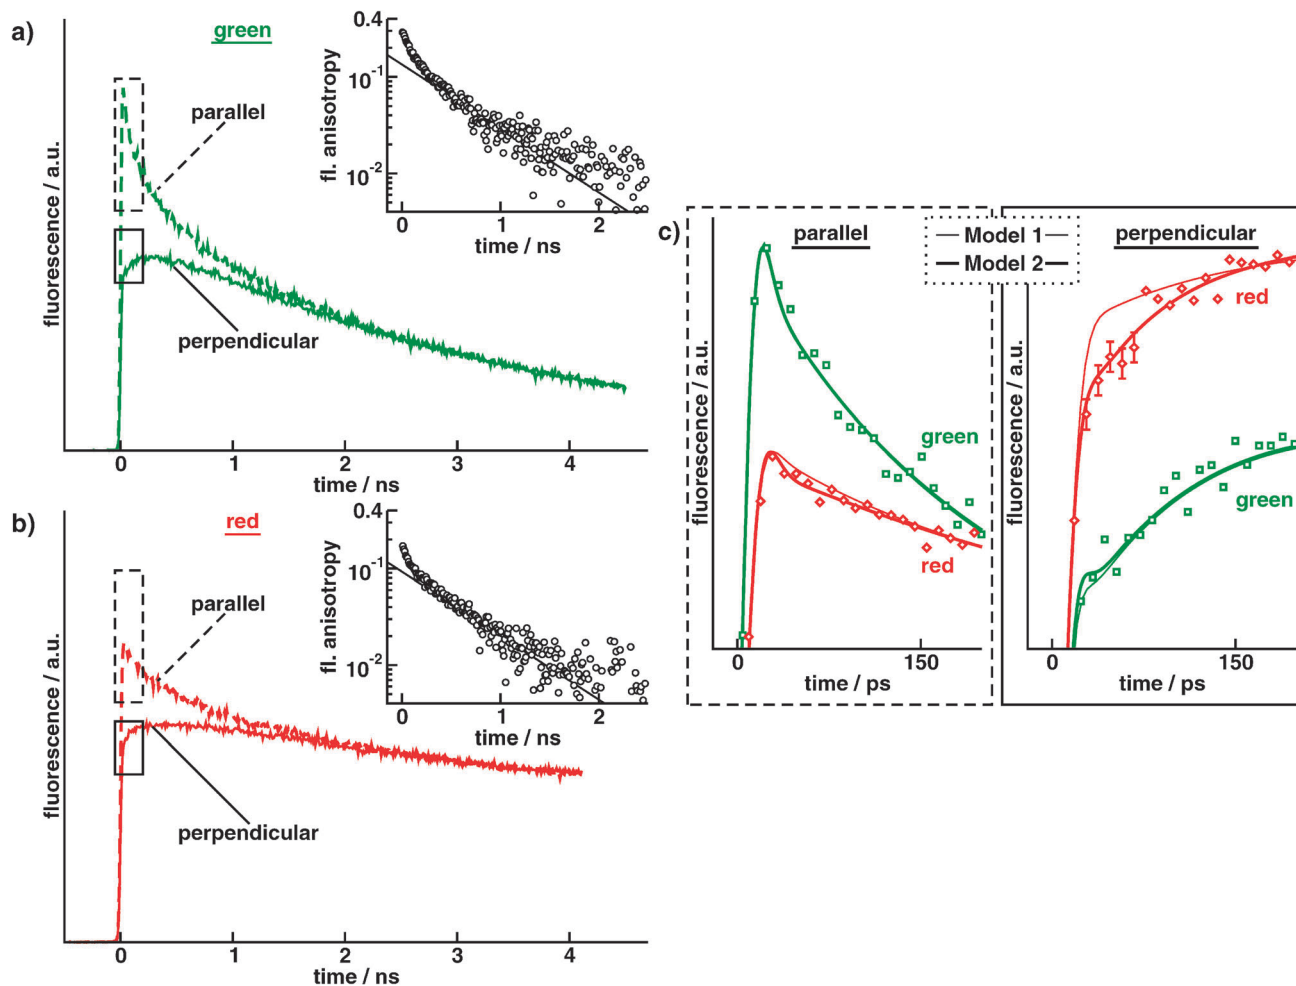 a)
green
parallel
perpendicular
fluorescence / a.u.
0 1 2 3 4
time / ns
0.4
10-1
10-2
fl. anisotropy
0 1 2
time / ns
b)
red
parallel
perpendicular
fluorescence / a.u.
0 1 2 3 4
time / ns
0.4
10-1
10-2
fl. anisotropy
0 1 2
time / ns
c)
parallel
Model 1
Model 2
perpendicular
fluorescence / a.u.
green
red
0 150
time / ps
fluorescence / a.u.
red
green
0 150
time / ps